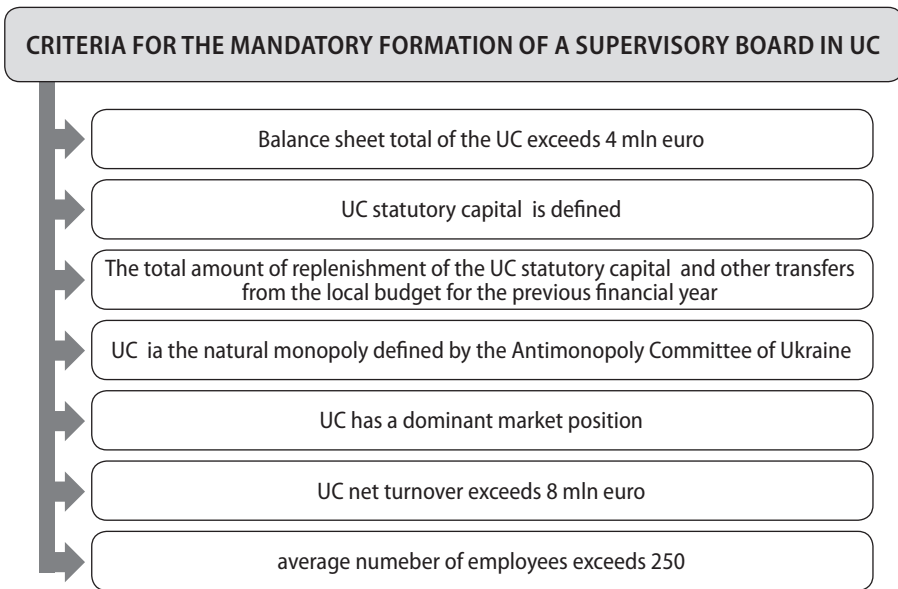 CRITERIA FOR THE MANDATORY FORMATION OF A SUPERVISORY BOARD IN UC
Balance sheet total of the UC exceeds 4 mln euro
UC statutory capital is defined
The total amount of replenishment of the UC statutory capital and other transfers
from the local budget for the previous financial year
UC ia the natural monopoly defined by the Antimonopoly Committee of Ukraine
UC has a dominant market position
UC net turnover exceeds 8 mln euro
average numeber of employees exceeds 250